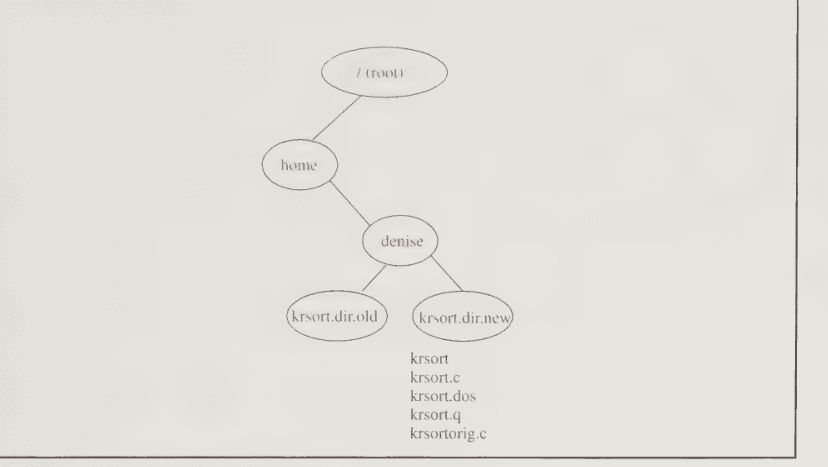 / (root)
home
denise
krsort.dir.old krsort.dir.new
krsort
krsort.c
krsort.dos
krsort.q
krsortorig.c